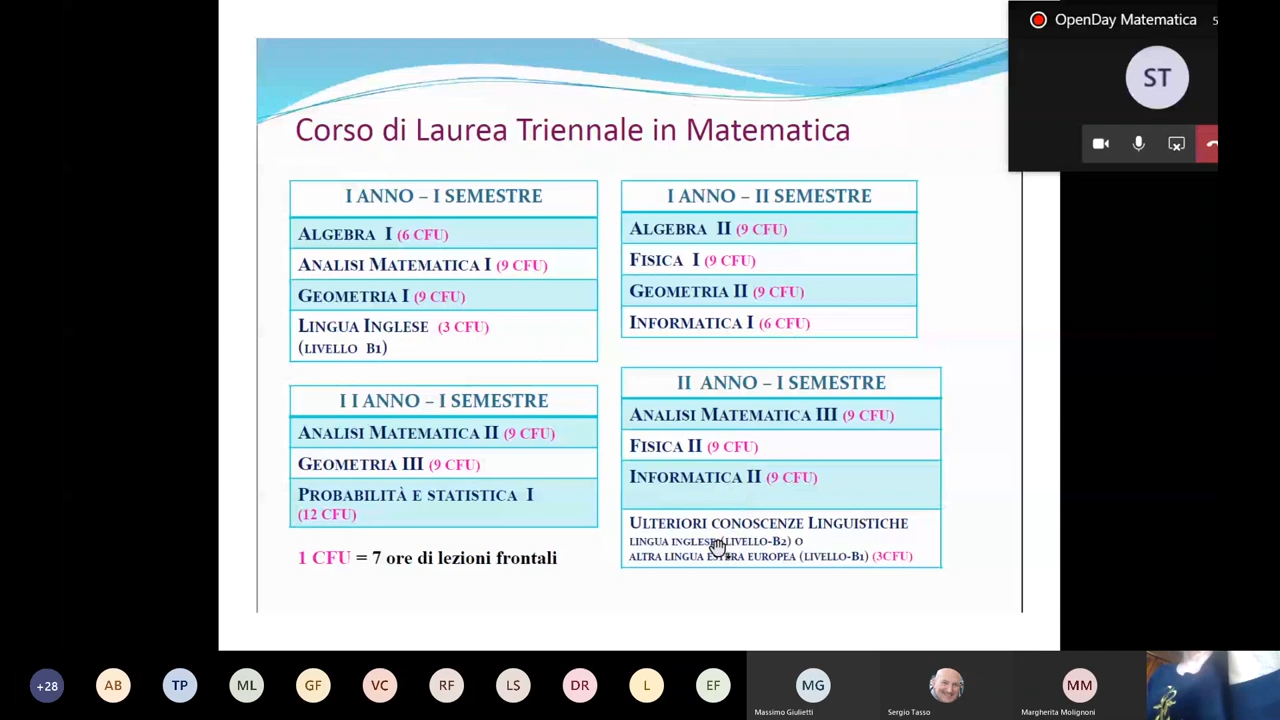 OpenDay Matematica
ST
Corso di Laurea Triennale in Matematica
I ANNO – I SEMESTRE
ALGEBRA I (6 CFU)
ANALISI MATEMATICA I (9 CFU)
GEOMETRIA I (9 CFU)
LINGUA INGLESE (3 CFU)
(LIVELLO B1)
I ANNO – II SEMESTRE
ALGEBRA II (9 CFU)
FISICA I (9 CFU)
GEOMETRIA II (9 CFU)
INFORMATICA I (6 CFU)
I I ANNO – I SEMESTRE
ANALISI MATEMATICA II (9 CFU)
GEOMETRIA III (9 CFU)
PROBABILITÀ E STATISTICA I
(12 CFU)
II ANNO – I SEMESTRE
ANALISI MATEMATICA III (9 CFU)
FISICA II (9 CFU)
INFORMATICA II (9 CFU)
ULTERIORI CONOSCENZE LINGUISTICHE
LINGUA INGLESE (LIVELLO-B2) O
ALTRA LINGUA ESTERA EUROPEA (LIVELLO-B1) (3CFU)
1 CFU = 7 ore di lezioni frontali
+28 AB TP ML GF VC RF LS DR L EF MG MM
Massimo Giulietti Sergio Tasso Margherita Molignoni